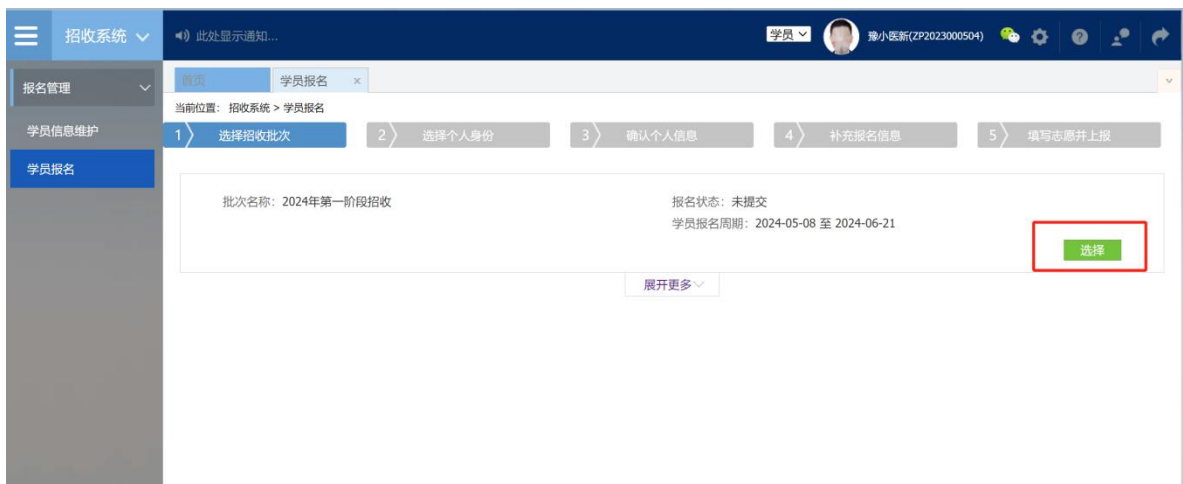 招收系统
此处显示通知...
学员
豫小医新(ZP2023000504)
报名管理
首页
学员报名 ×
当前位置： 招收系统 > 学员报名
学员信息维护
学员报名
1 选择招收批次
2 选择个人身份
3 确认个人信息
4 补充报名信息
5 填写志愿并上报
批次名称：2024年第一阶段招收
报名状态：未提交
学员报名周期：2024-05-08 至 2024-06-21
选择
展开更多